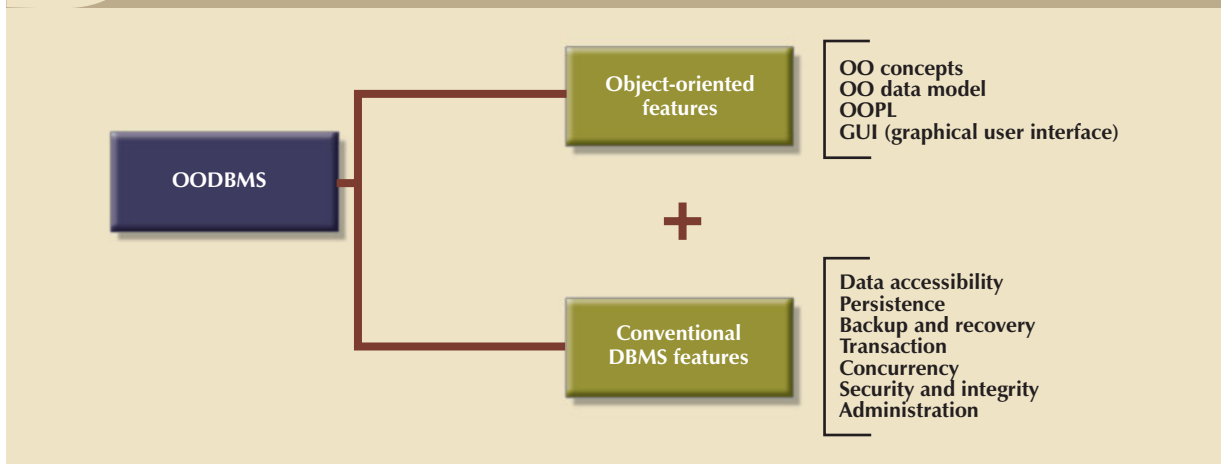 OODBMS
Object-oriented
features
OO concepts
OO data model
OOPL
GUI (graphical user interface)
+
Conventional
DBMS features
Data accessibility
Persistence
Backup and recovery
Transaction
Concurrency
Security and integrity
Administration